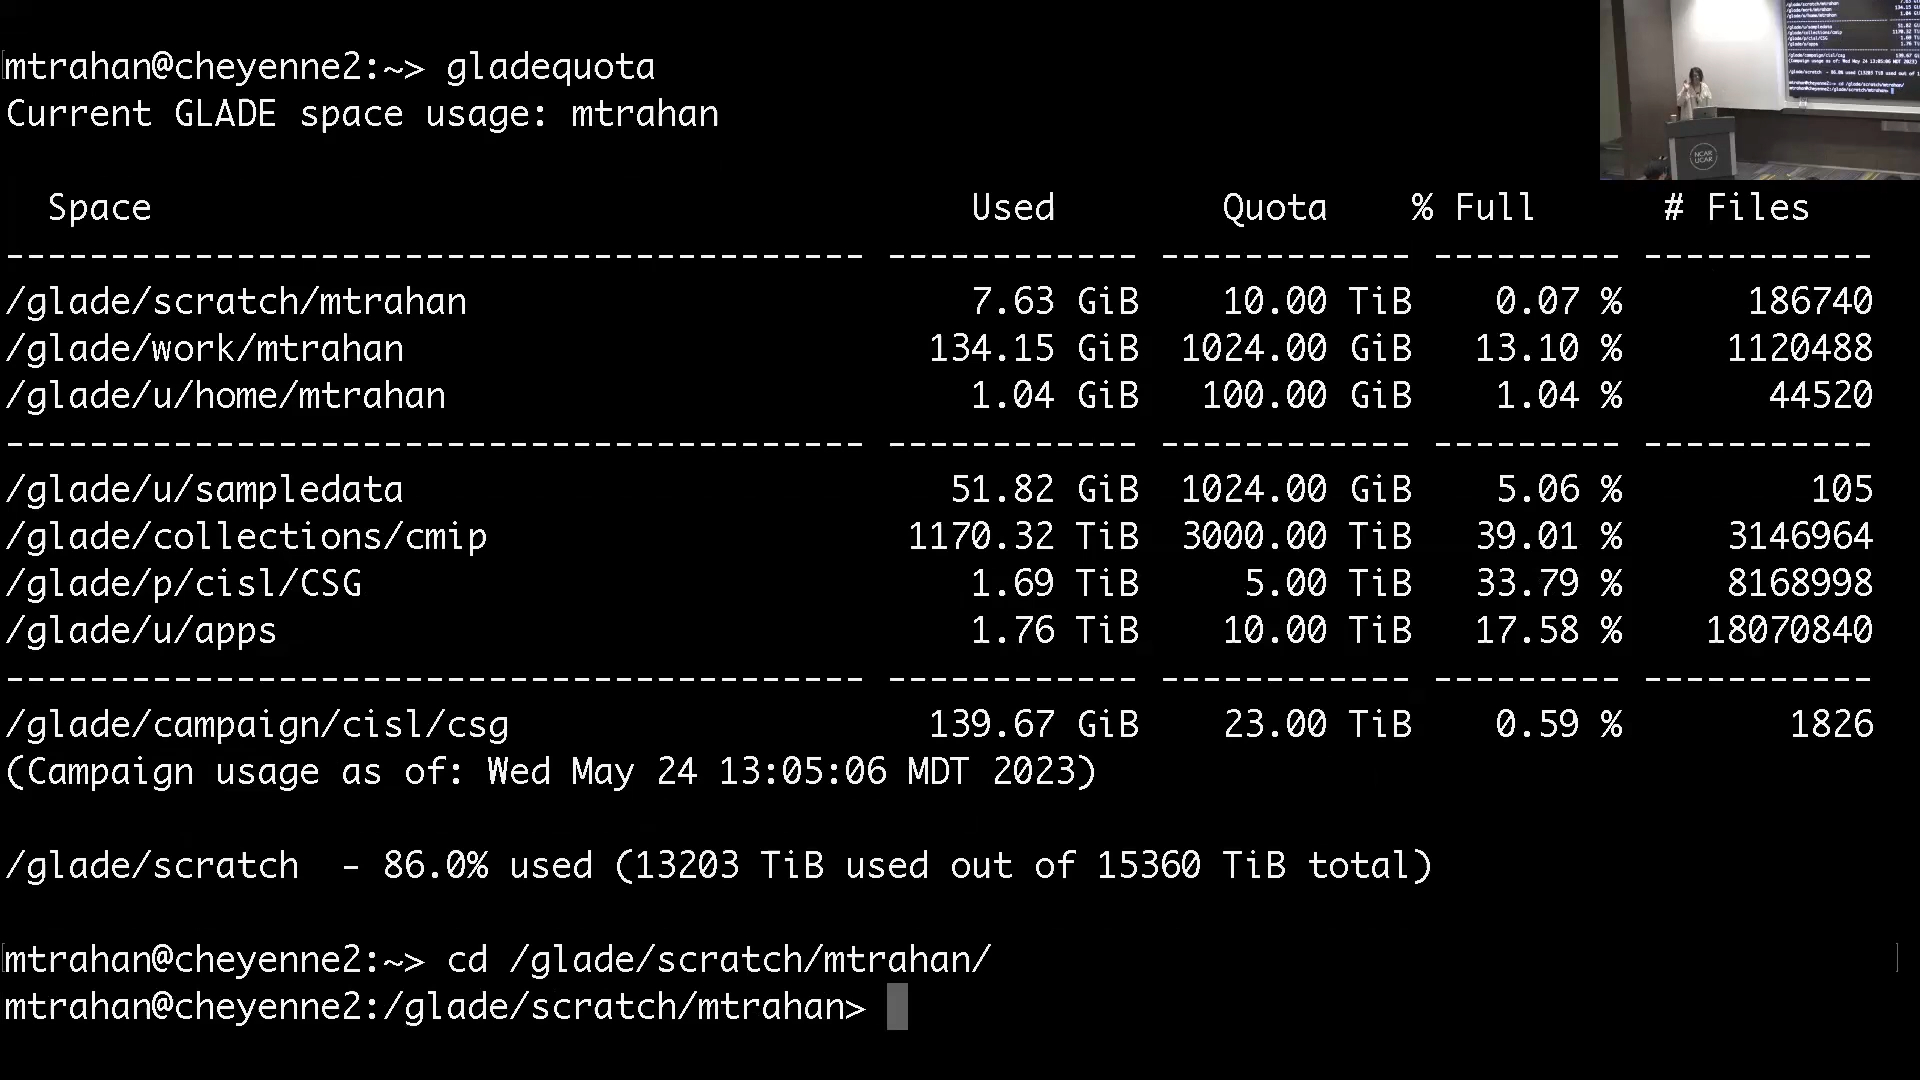 mtrahan@cheyenne2:~> gladequota
Current GLADE space usage: mtrahan
Space Used Quota % Full # Files
----------------------------------------- ------------ ------------ --------- -----------
/glade/scratch/mtrahan 7.63 GiB 10.00 TiB 0.07 % 186740
/glade/work/mtrahan 134.15 GiB 1024.00 GiB 13.10 % 1120488
/glade/u/home/mtrahan 1.04 GiB 100.00 GiB 1.04 % 44520
----------------------------------------- ------------ ------------ --------- -----------
/glade/u/sampledata 51.82 GiB 1024.00 GiB 5.06 % 105
/glade/collections/cmip 1170.32 TiB 3000.00 TiB 39.01 % 3146964
/glade/p/cisl/CSG 1.69 TiB 5.00 TiB 33.79 % 8168998
/glade/u/apps 1.76 TiB 10.00 TiB 17.58 % 18070840
----------------------------------------- ------------ ------------ --------- -----------
/glade/campaign/cisl/csg 139.67 GiB 23.00 TiB 0.59 % 1826
(Campaign usage as of: Wed May 24 13:05:06 MDT 2023)
/glade/scratch - 86.0% used (13203 TiB used out of 15360 TiB total)
mtrahan@cheyenne2:~> cd /glade/scratch/mtrahan/
mtrahan@cheyenne2:/glade/scratch/mtrahan>
NCAR
UCAR